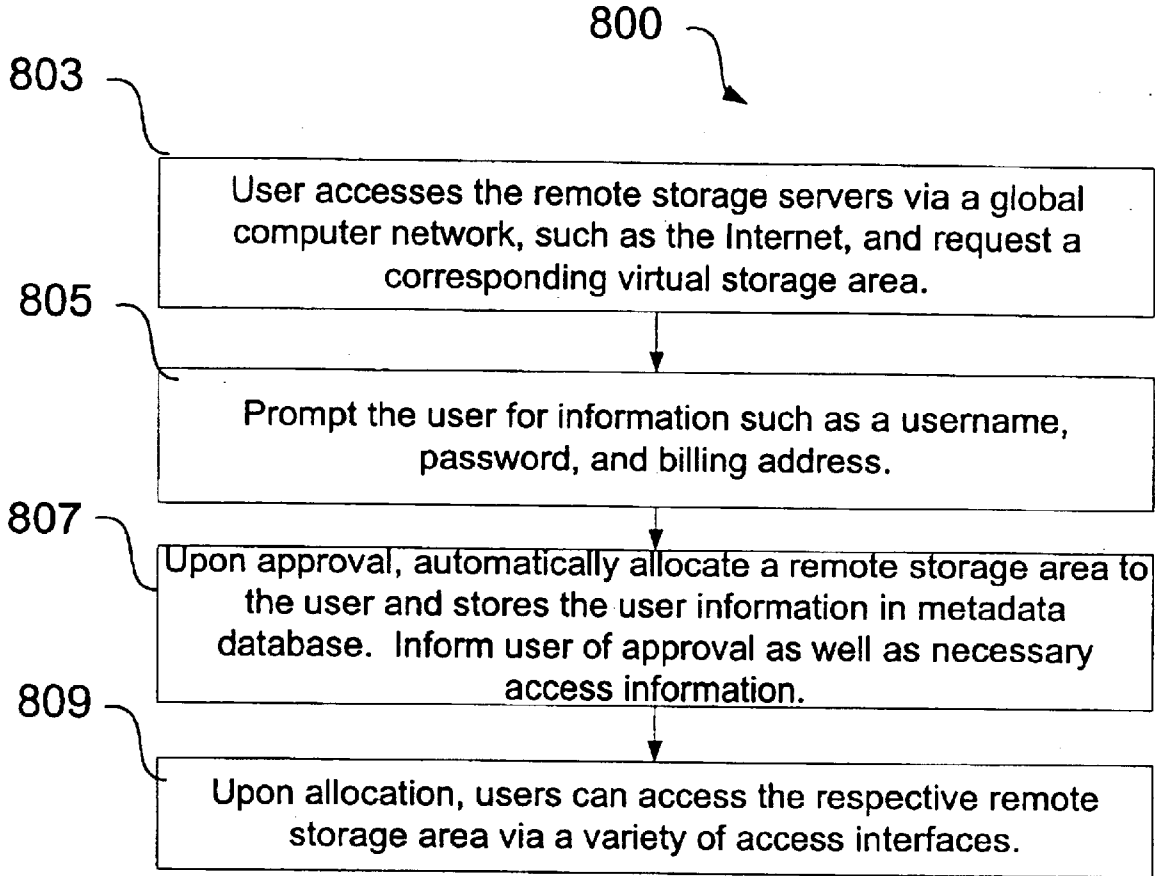 800
803
User accesses the remote storage servers via a global
computer network, such as the Internet, and request a
corresponding virtual storage area.
805
Prompt the user for information such as a username,
password, and billing address.
807
Upon approval, automatically allocate a remote storage area to
the user and stores the user information in metadata
database. Inform user of approval as well as necessary
access information.
809
Upon allocation, users can access the respective remote
storage area via a variety of access interfaces.